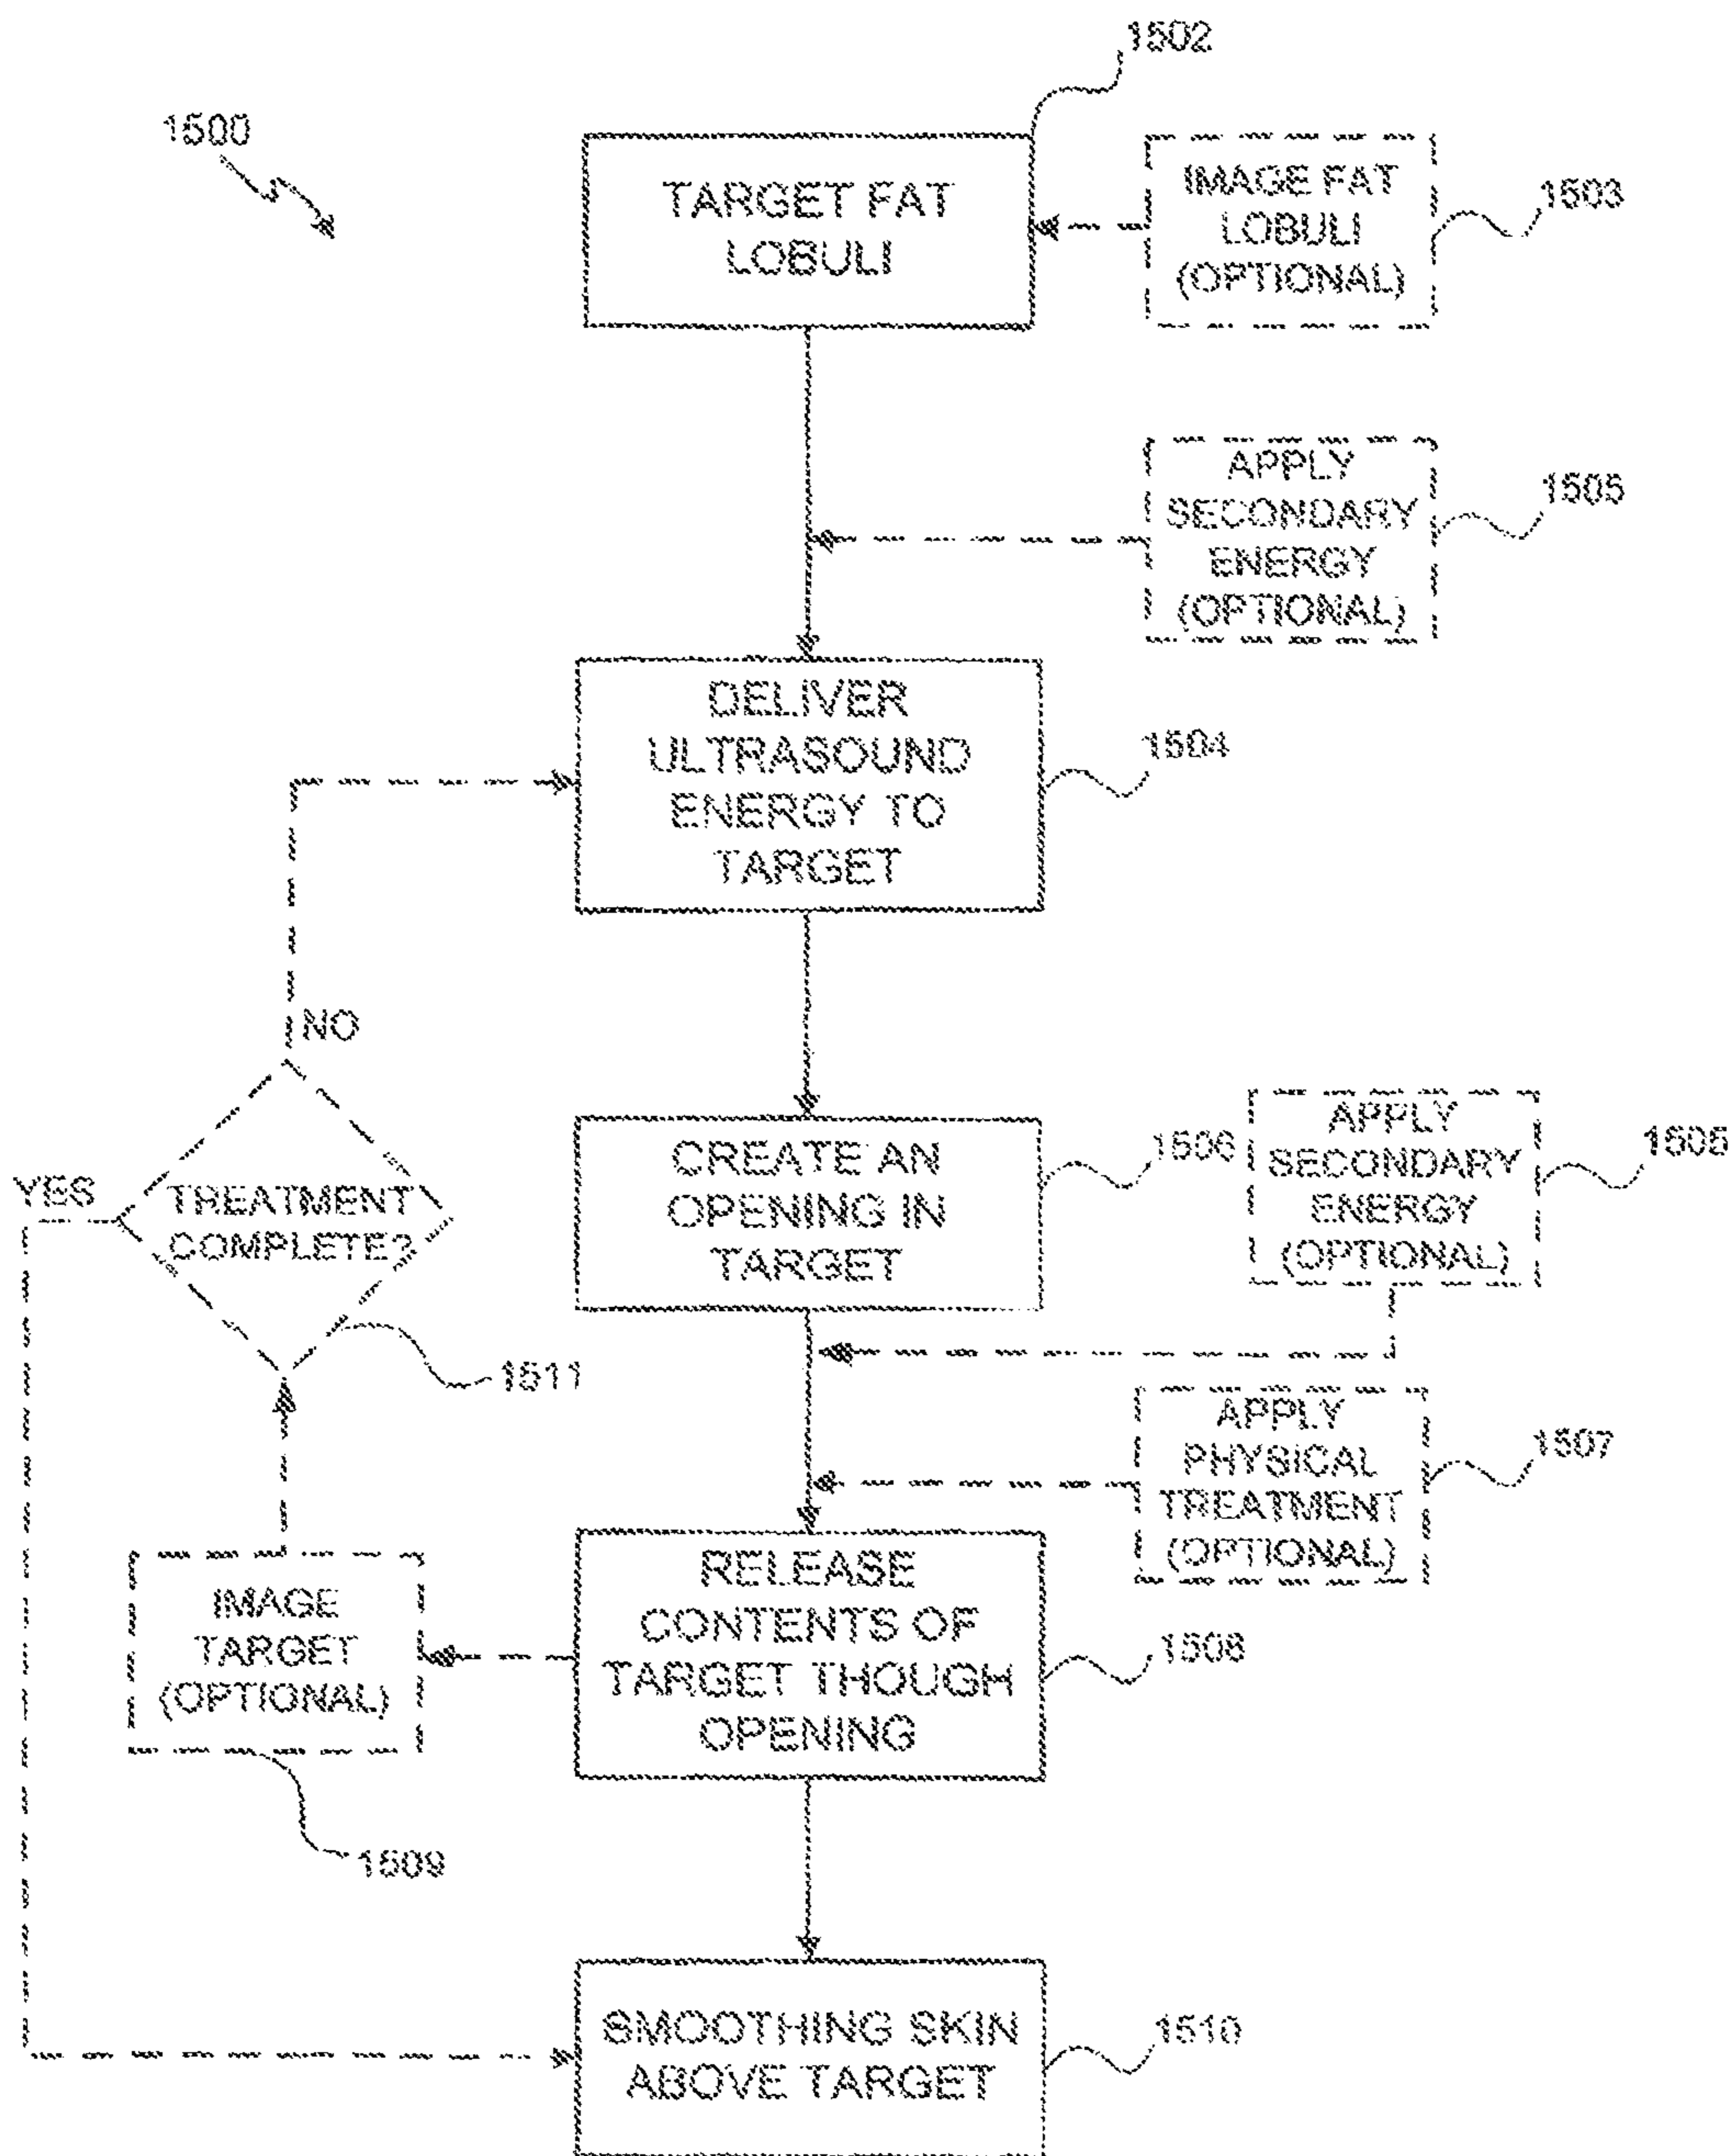 1502
1500
TARGET FAT
LOBULI
IMAGE FAT
LOBULI
(OPTIONAL)
1503
APPLY
SECONDARY
ENERGY
(OPTIONAL)
1505
DELIVER
ULTRASOUND
ENERGY TO
TARGET
1504
NO
YES
TREATMENT
COMPLETE?
1511
CREATE AN
OPENING IN
TARGET
1506
APPLY
SECONDARY
ENERGY
(OPTIONAL)
1505
APPLY
PHYSICAL
TREATMENT
(OPTIONAL)
1507
IMAGE
TARGET
(OPTIONAL)
1509
RELEASE
CONTENTS OF
TARGET THOUGH
OPENING
1508
SMOOTHING SKIN
ABOVE TARGET
1510